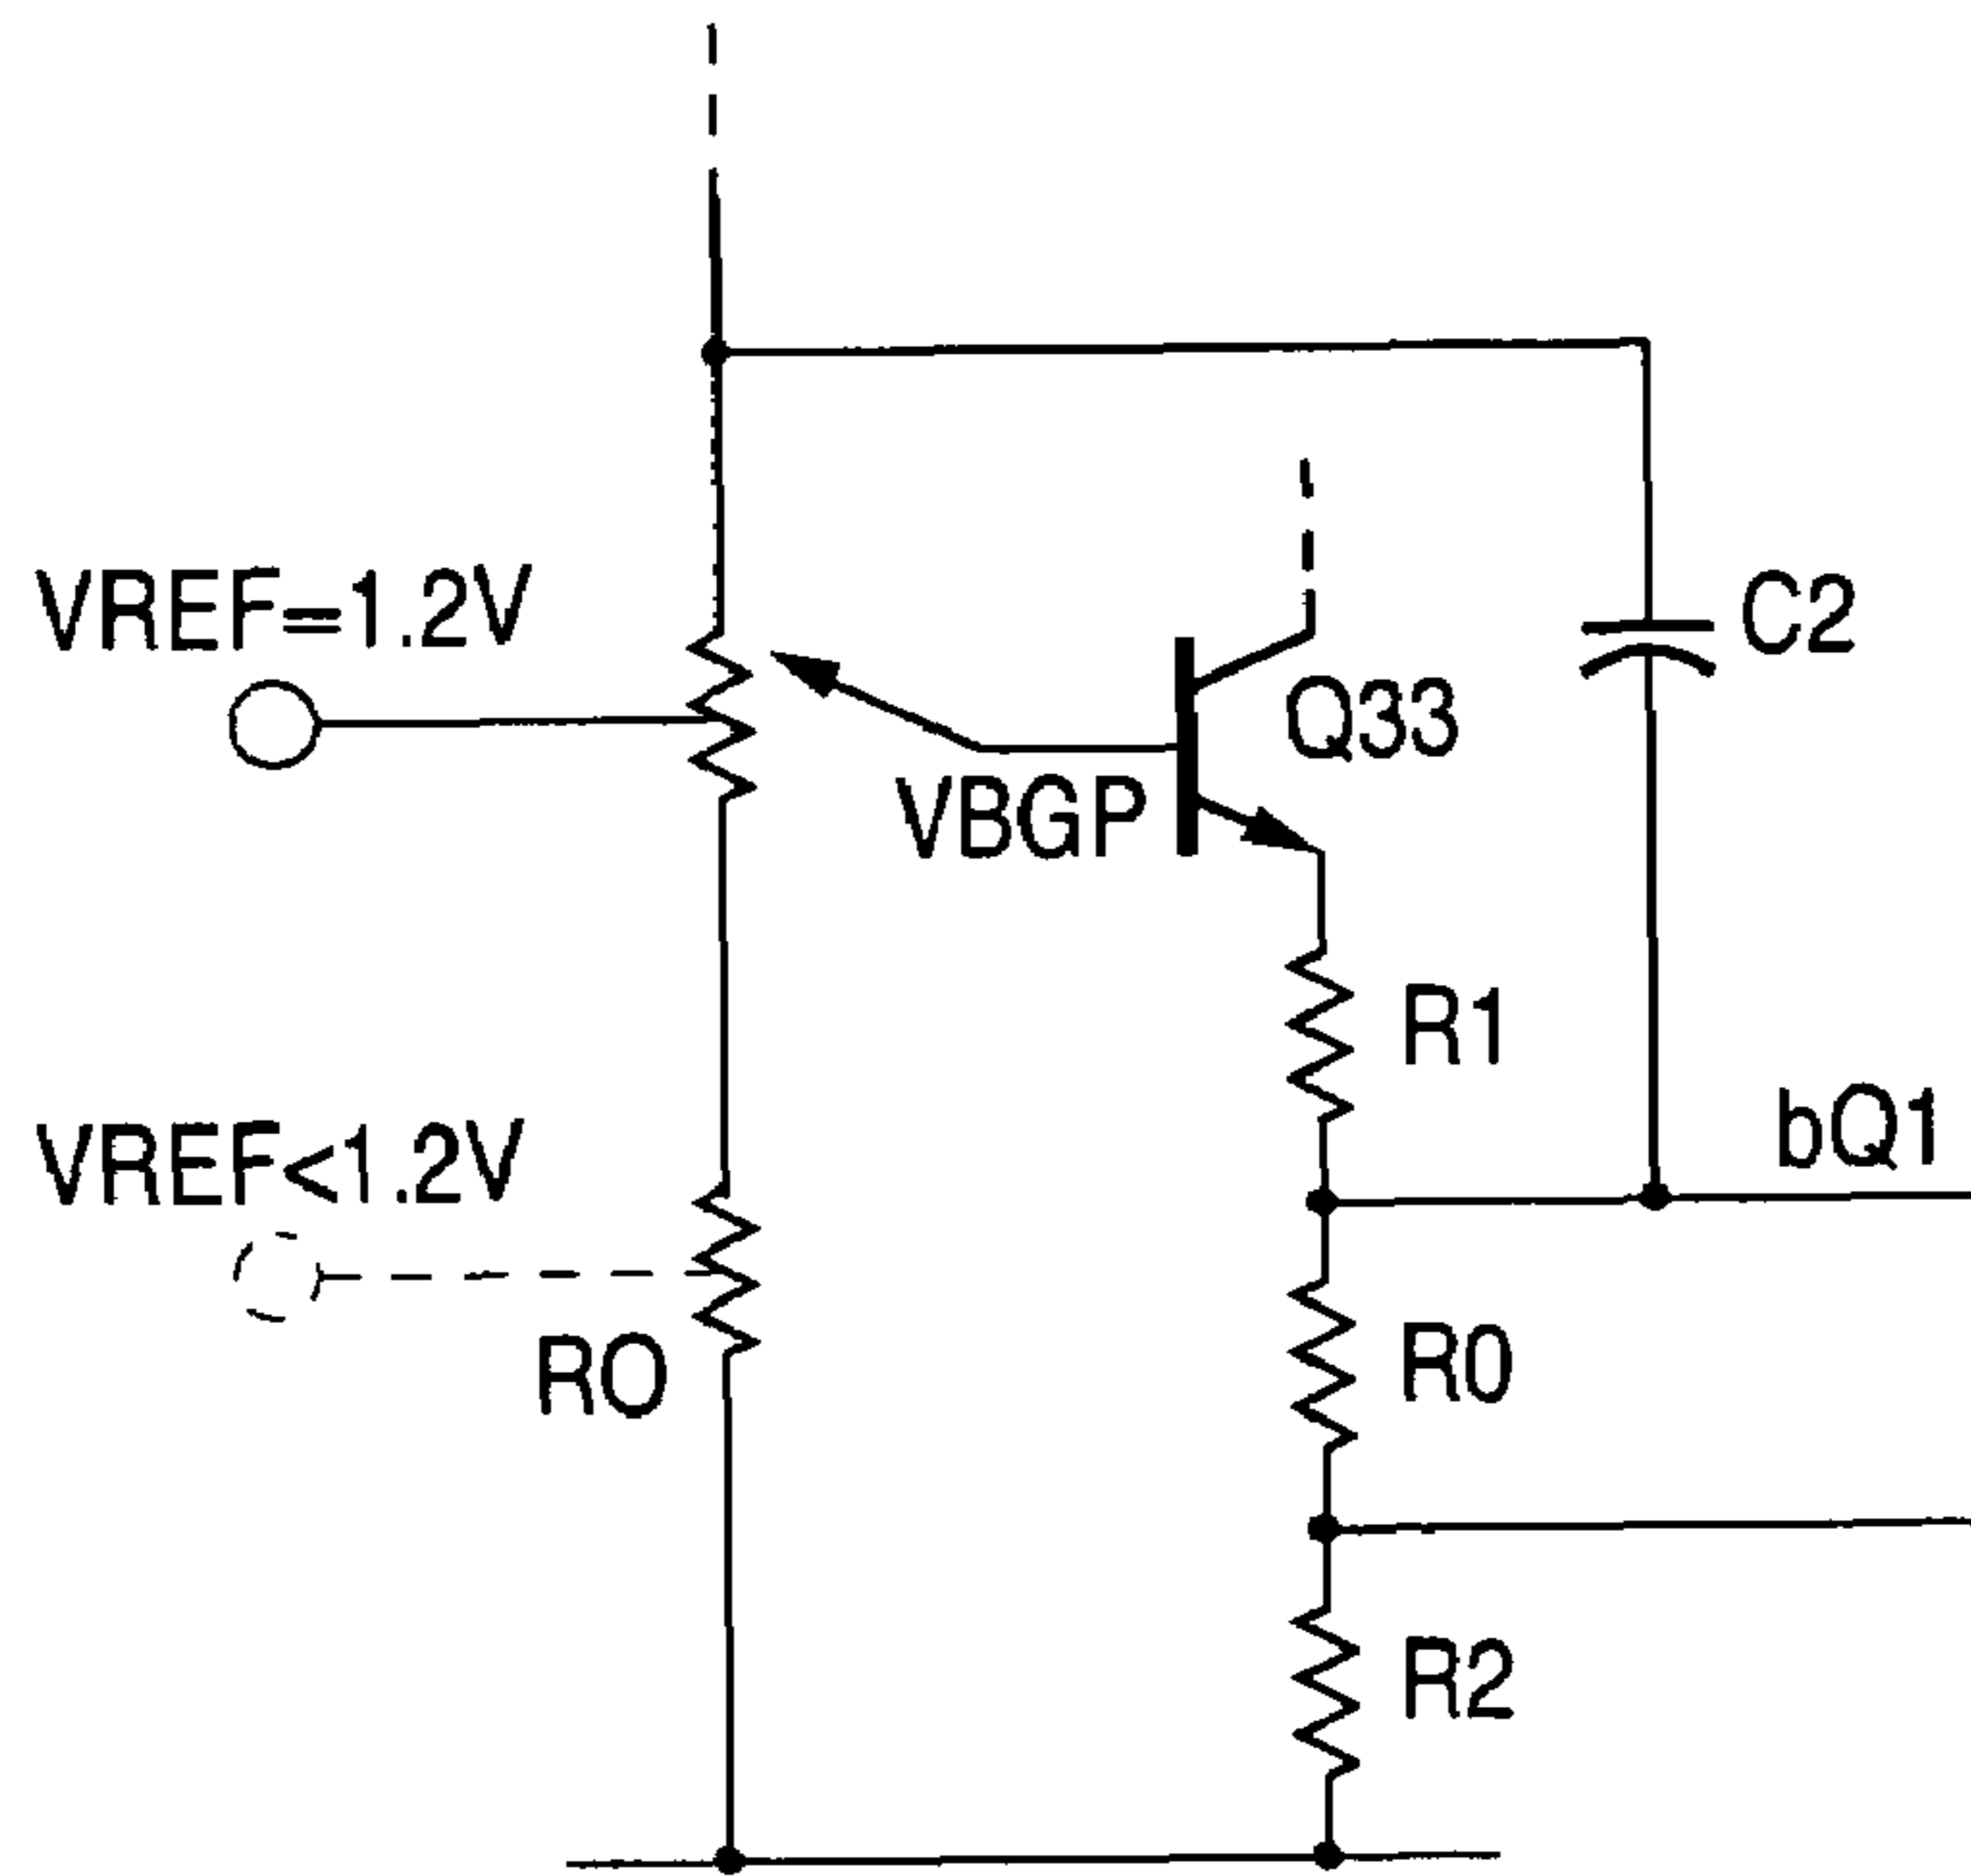 VREF=1.2V
C2
Q33
VBGP
R1
bQ1
VREF<1.2V
RO
R0
R2